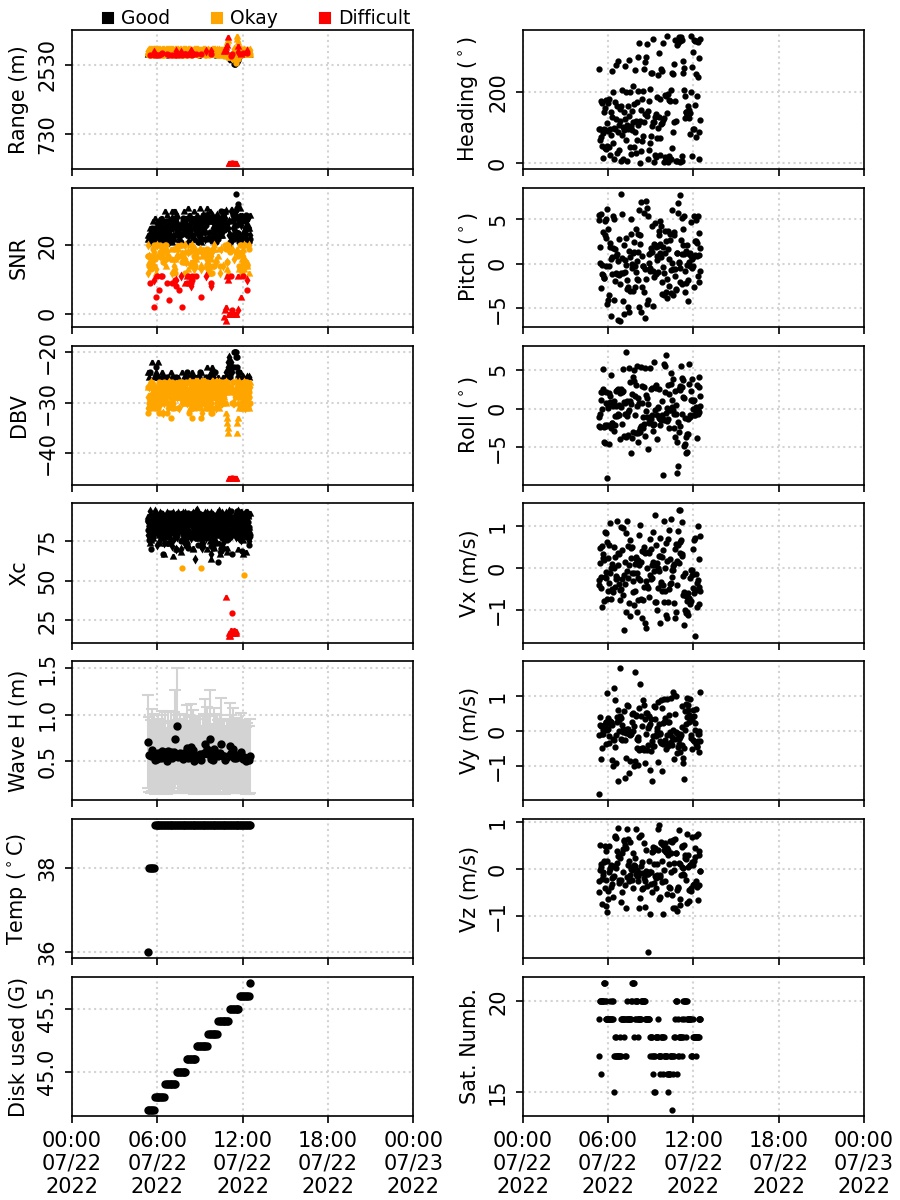 Good Okay Difficult
Range (m)
2530
730
Heading (°)
200
0
SNR
20
0
Pitch (°)
5
0
−5
DBV
−20
−30
−40
Roll (°)
5
0
−5
Xc
75
50
25
Vx (m/s)
1
0
−1
Wave H (m)
1.5
1.0
0.5
Vy (m/s)
1
0
−1
Temp (°C)
38
36
Vz (m/s)
1
0
−1
Disk used (G)
45.5
45.0
Sat. Numb.
20
15
00:00 06:00 12:00 18:00 00:00
07/22 07/22 07/22 07/22 07/23
2022 2022 2022 2022 2022
00:00 06:00 12:00 18:00 00:00
07/22 07/22 07/22 07/22 07/23
2022 2022 2022 2022 2022